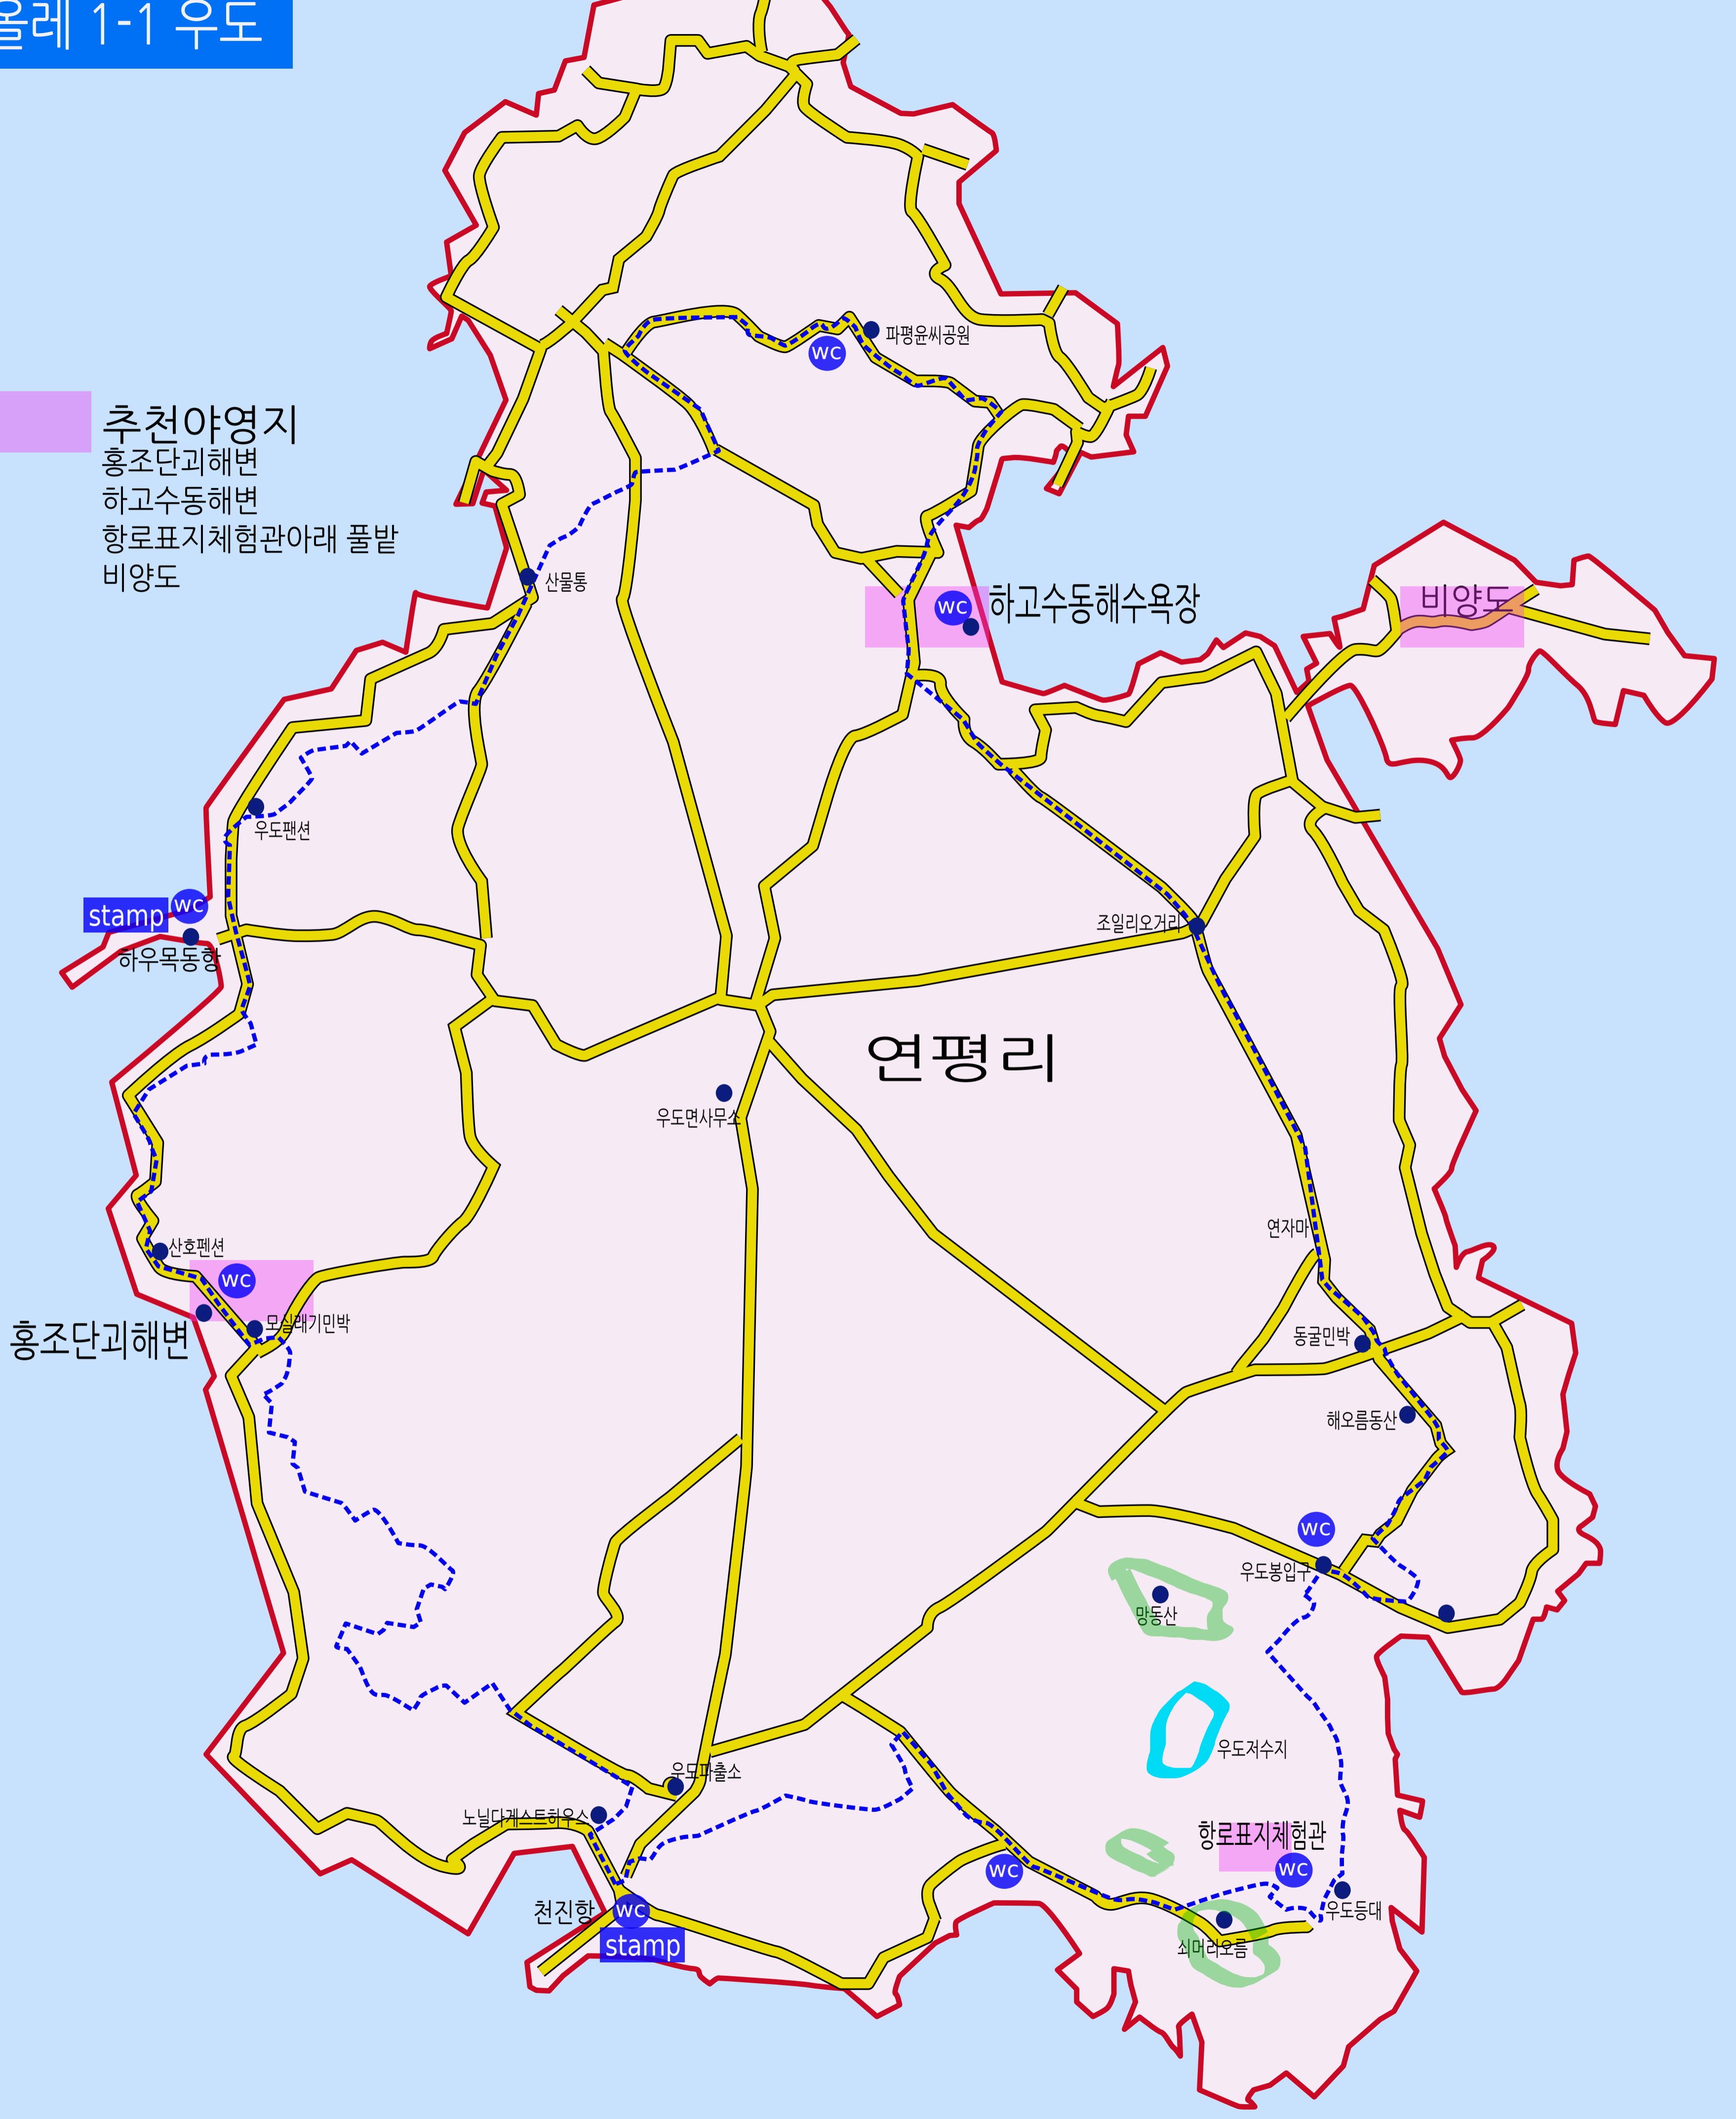 올레 1-1 우도
파평윤씨공원
wc
추천야영지
홍조단괴해변
하고수동해변
항로표지체험관아래 풀밭
비양도
산물통
wc
하고수동해수욕장
비양도
우도팬션
stamp
wc
하우목동항
조일리오거리
연평리
우도면사무소
연자마
산호펜션
wc
모실래기민박
홍조단괴해변
동굴민박
해오름동산
wc
우도봉입구
망동산
우도저수지
우도파출소
노닐다게스트하우스
항로표지체험관
wc
wc
우도등대
천진항
wc
stamp
쇠머리오름